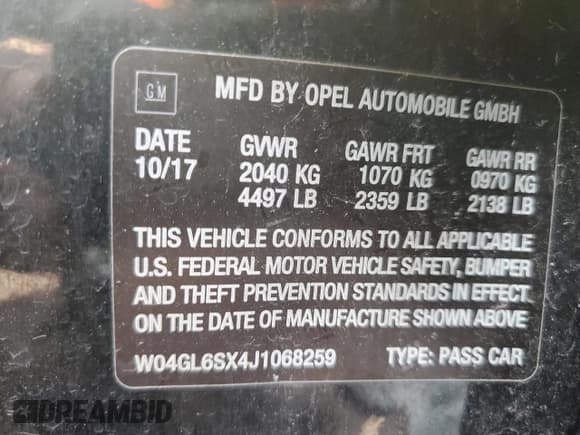 GM
MFD BY OPEL AUTOMOBILE GMBH
DATE GVWR GAWR FRT GAWR RR
10/17 2040 KG 1070 KG 0970 KG
4497 LB 2359 LB 2138 LB
THIS VEHICLE CONFORMS TO ALL APPLICABLE
U.S. FEDERAL MOTOR VEHICLE SAFETY, BUMPER
AND THEFT PREVENTION STANDARDS IN EFFECT
ON THE DATE OF MANUFACTURE SHOWN ABOVE
W04GL6SX4J1068259 TYPE: PASS CAR
DREAMBID